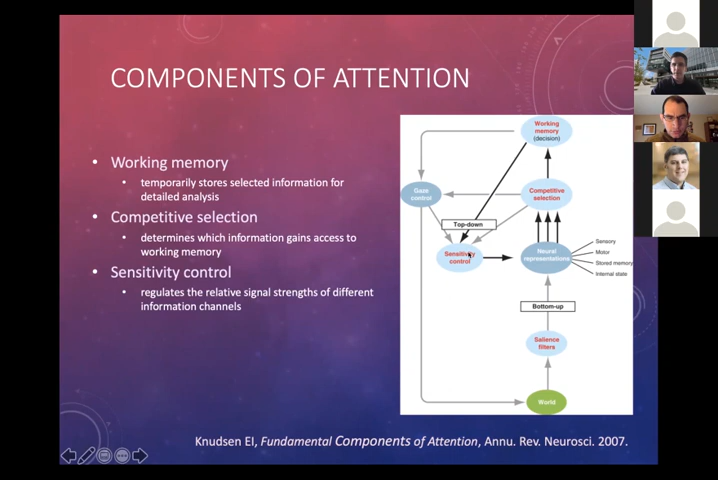 COMPONENTS OF ATTENTION
• Working memory
• temporarily stores selected information for
detailed analysis
• Competitive selection
• determines which information gains access to
working memory
• Sensitivity control
• regulates the relative signal strengths of different
information channels
Working
memory
(decision)
Gaze
control
Competitive
selection
Top-down
Sensitivity
control
Neural
representations
Sensory
Motor
Stored memory
Internal state
Bottom-up
Salience
filters
World
Knudsen EI, Fundamental Components of Attention, Annu. Rev. Neurosci. 2007.